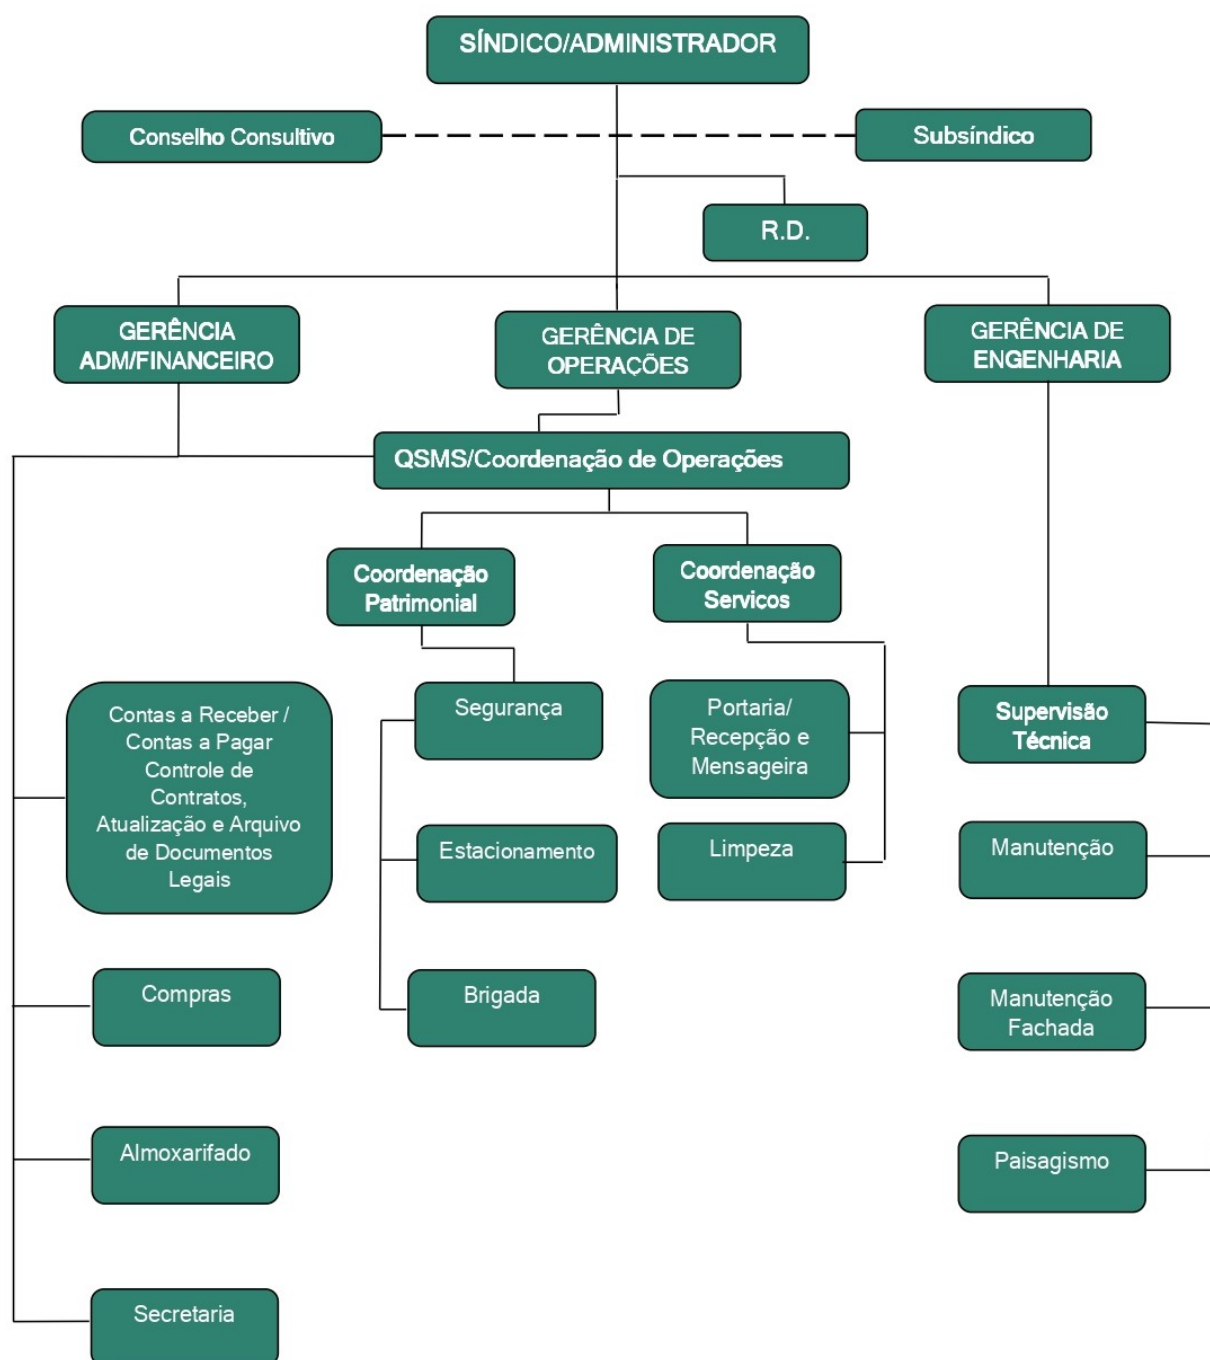 SÍNDICO/ADMINISTRADOR
Conselho Consultivo
Subsíndico
R.D.
GERÊNCIA
ADM/FINANCEIRO
GERÊNCIA DE
OPERAÇÕES
GERÊNCIA DE
ENGENHARIA
QSMS/Coordenação de Operações
Coordenação
Patrimonial
Coordenação
Servicos
Contas a Receber /
Contas a Pagar
Controle de
Contratos,
Atualização e Arquivo
de Documentos
Legais
Segurança
Portaria/
Recepção e
Mensageira
Supervisão
Técnica
Estacionamento
Limpeza
Manutenção
Compras
Brigada
Manutenção
Fachada
Almoxarifado
Paisagismo
Secretaria